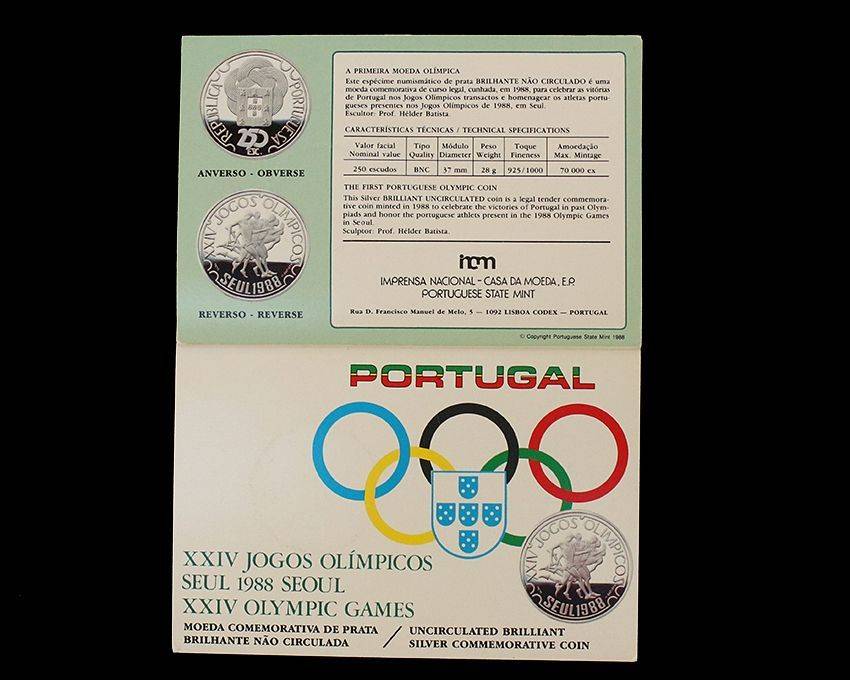 REPÚBLICA PORTUGUESA
250
ANVERSO - OBVERSE
XXIV JOGOS OLIMPICOS
SEUL1988
REVERSO - REVERSE
A PRIMEIRA MOEDA OLÍMPICA
Este espécime numismático de prata BRILHANTE NÃO CIRCULADO é uma
moeda comemorativa de curso legal, cunhada, em 1988, para celebrar as vitórias
de Portugal nos Jogos Olímpicos transactos e homenagear os atletas portu-
gueses presentes nos Jogos Olímpicos de 1988, em Seul.
Escultor: Prof. Hélder Batista.
CARACTERÍSTICAS TÉCNICAS / TECHNICAL SPECIFICATIONS
Valor facial Tipo Módulo Peso Toque Amoedação
Nominal value Quality Diameter Weight Fineness Max. Mintage
250 escudos BNC 37 mm 28 g 925/1000 70 000 ex
THE FIRST PORTUGUESE OLYMPIC COIN
This Silver BRILLIANT UNCIRCULATED coin is a legal tender commemora-
tive coin minted in 1988 to celebrate the victories of Portugal in past Olym-
piads and honor the portuguese athlets present in the 1988 Olympic Games
in Seoul.
Sculptor: Prof. Hélder Batista.
incm
IMPRENSA NACIONAL - CASA DA MOEDA, E.P.
PORTUGUESE STATE MINT
Rua D. Francisco Manuel de Melo, 5 — 1092 LISBOA CODEX — PORTUGAL
© Copyright Portuguese State Mint 1988
PORTUGAL
XXIV JOGOS OLIMPICOS
SEUL1988
XXIV JOGOS OLÍMPICOS
SEUL 1988 SEOUL
XXIV OLYMPIC GAMES
MOEDA COMEMORATIVA DE PRATA / UNCIRCULATED BRILLIANT
BRILHANTE NÃO CIRCULADA SILVER COMMEMORATIVE COIN